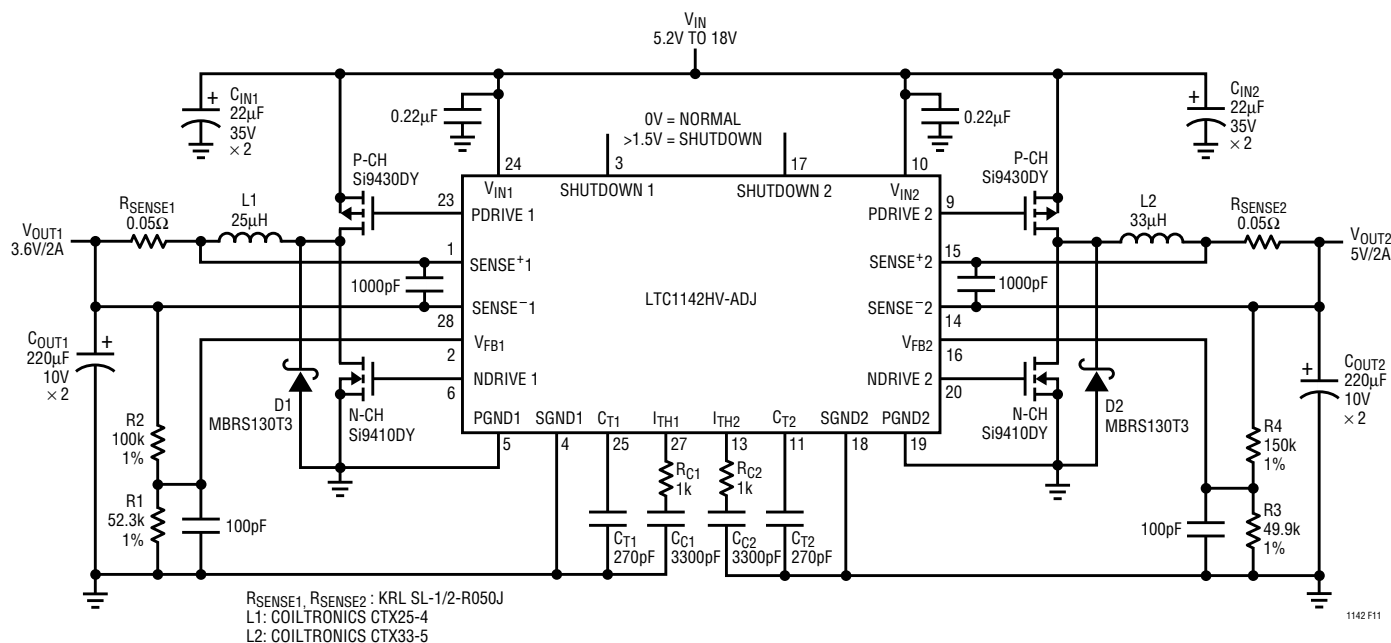 VIN
5.2V TO 18V
CIN1
22µF
35V
× 2
0.22µF
0V = NORMAL
>1.5V = SHUTDOWN
0.22µF
CIN2
22µF
35V
× 2
P-CH
Si9430DY
24
3
17
10
P-CH
Si9430DY
VIN1
SHUTDOWN 1
SHUTDOWN 2
VIN2
23
PDRIVE 1
PDRIVE 2
9
VOUT1
3.6V/2A
RSENSE1
0.05Ω
L1
25µH
L2
33µH
RSENSE2
0.05Ω
VOUT2
5V/2A
1
SENSE+1
SENSE+2
15
1000pF
LTC1142HV-ADJ
1000pF
SENSE–1
28
SENSE–2
14
VFB1
2
VFB2
16
NDRIVE 1
6
NDRIVE 2
20
COUT1
220µF
10V
× 2
COUT2
220µF
10V
× 2
D1
MBRS130T3
N-CH
Si9410DY
N-CH
Si9410DY
D2
MBRS130T3
PGND1
SGND1
CT1
ITH1
ITH2
CT2
SGND2
PGND2
5
4
25
27
13
11
18
19
R2
100k
1%
R4
150k
1%
RC1
1k
RC2
1k
R1
52.3k
1%
100pF
CT1
270pF
CC1
3300pF
CC2
3300pF
CT2
270pF
100pF
R3
49.9k
1%
RSENSE1, RSENSE2 : KRL SL-1/2-R050J
L1: COILTRONICS CTX25-4
L2: COILTRONICS CTX33-5
1142 F11